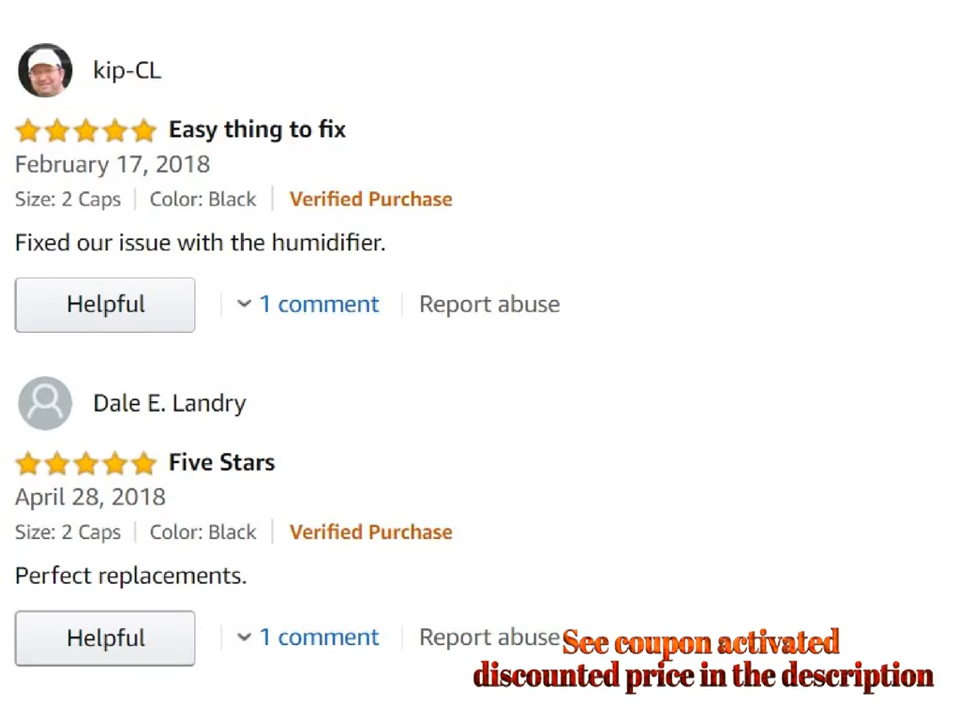 kip-CL
Easy thing to fix
February 17, 2018
Size: 2 Caps | Color: Black | Verified Purchase
Fixed our issue with the humidifier.
Helpful | 1 comment | Report abuse
Dale E. Landry
Five Stars
April 28, 2018
Size: 2 Caps | Color: Black | Verified Purchase
Perfect replacements.
Helpful | 1 comment | Report abuse
See coupon activated
discounted price in the description